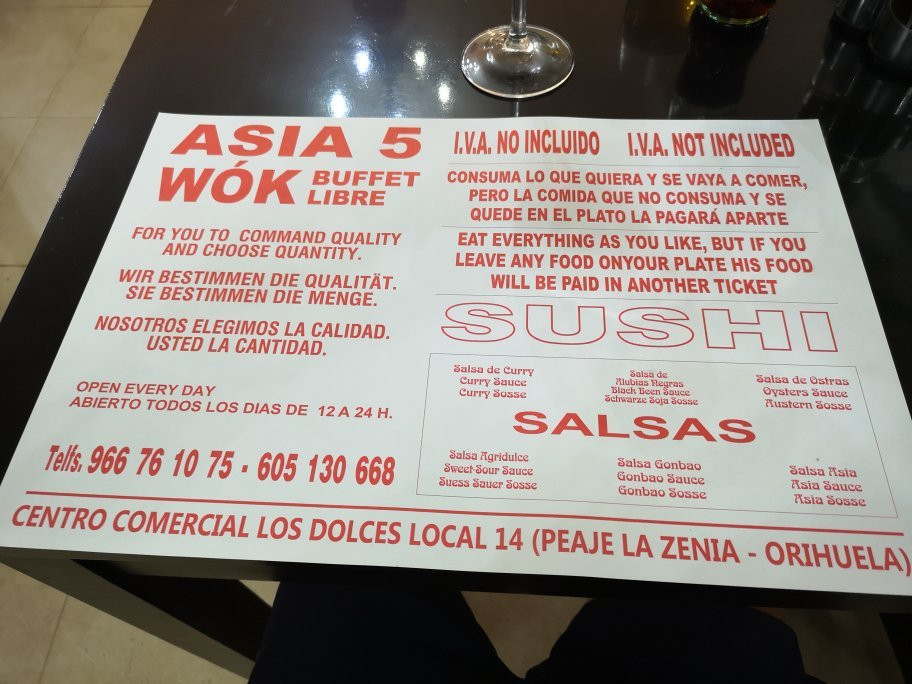 ASIA 5
WÓK BUFFET
LIBRE
FOR YOU TO COMMAND QUALITY
AND CHOOSE QUANTITY.
WIR BESTIMMEN DIE QUALITÄT.
SIE BESTIMMEN DIE MENGE.
NOSOTROS ELEGIMOS LA CALIDAD.
USTED LA CANTIDAD.
OPEN EVERY DAY
ABIERTO TODOS LOS DIAS DE 12 A 24 H.
Telfs. 966 76 10 75 - 605 130 668
I.V.A. NO INCLUIDO I.V.A. NOT INCLUDED
CONSUMA LO QUE QUIERA Y SE VAYA A COMER,
PERO LA COMIDA QUE NO CONSUMA Y SE
QUEDE EN EL PLATO LA PAGARÁ APARTE
EAT EVERYTHING AS YOU LIKE, BUT IF YOU
LEAVE ANY FOOD ONYOUR PLATE HIS FOOD
WILL BE PAID IN ANOTHER TICKET
SUSHI
Salsa de Curry
Curry Sauce
Curry Sosse
Salsa de
Alubias Negras
Black Been Sauce
Schwarze Soja Sosse
Salsa de Ostras
Oysters Sauce
Austern Sosse
SALSAS
Salsa Agridulce
Sweet-Sour Sauce
Suess Sauer Sosse
Salsa Gonbao
Gonbao Sauce
Gonbao Sosse
Salsa Asia
Asia Sauce
Asia Sosse
CENTRO COMERCIAL LOS DOLCES LOCAL 14 (PEAJE LA ZENIA - ORIHUELA)